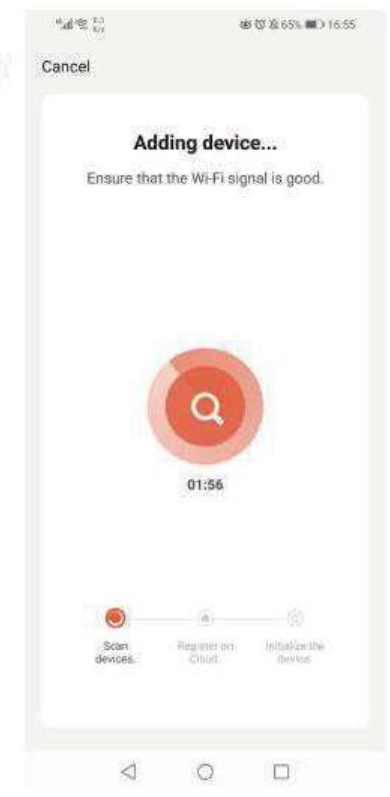 65% 16:55
Cancel
Adding device...
Ensure that the Wi-Fi signal is good.
01:56
Scan
devices.
Register on
Cloud.
Initialize the
device.